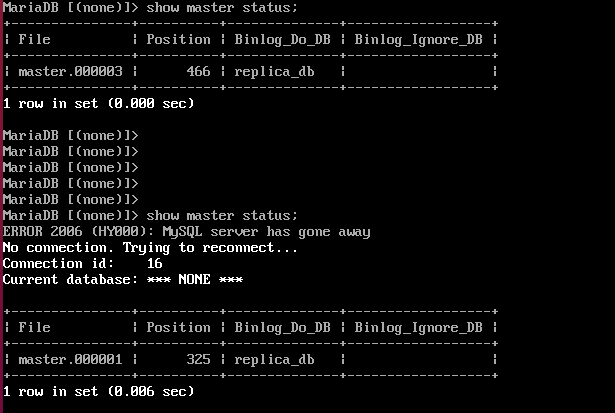 MariaDB [(none)]> show master status;
+---------------+----------+--------------+------------------+
| File          | Position | Binlog_Do_DB | Binlog_Ignore_DB |
+---------------+----------+--------------+------------------+
| master.000003 |      466 | replica_db   |                  |
+---------------+----------+--------------+------------------+
1 row in set (0.000 sec)
MariaDB [(none)]>
MariaDB [(none)]>
MariaDB [(none)]>
MariaDB [(none)]>
MariaDB [(none)]>
MariaDB [(none)]> show master status;
ERROR 2006 (HY000): MySQL server has gone away
No connection. Trying to reconnect...
Connection id:    16
Current database: *** NONE ***
+---------------+----------+--------------+------------------+
| File          | Position | Binlog_Do_DB | Binlog_Ignore_DB |
+---------------+----------+--------------+------------------+
| master.000001 |      325 | replica_db   |                  |
+---------------+----------+--------------+------------------+
1 row in set (0.006 sec)